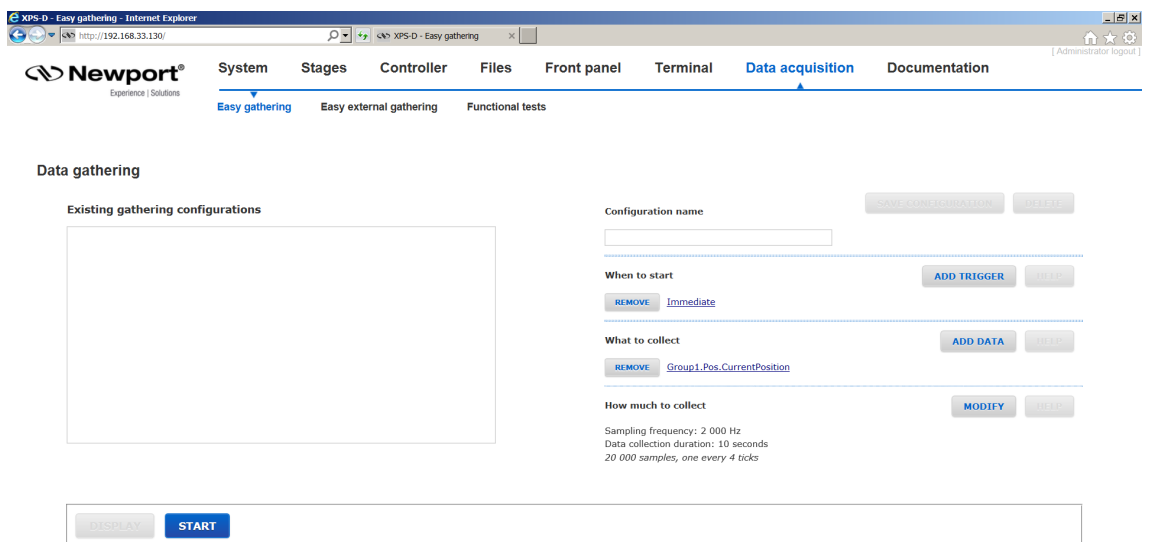 XPS-D - Easy gathering - Internet Explorer
http://192.168.33.130/
XPS-D - Easy gathering
[ Administrator logout ]
Newport®
Experience | Solutions
System Stages Controller Files Front panel Terminal Data acquisition Documentation
Easy gathering Easy external gathering Functional tests
Data gathering
Existing gathering configurations
Configuration name
SAVE CONFIGURATION DELETE
When to start
ADD TRIGGER HELP
REMOVE Immediate
What to collect
ADD DATA HELP
REMOVE Group1.Pos.CurrentPosition
How much to collect
MODIFY HELP
Sampling frequency: 2 000 Hz
Data collection duration: 10 seconds
20 000 samples, one every 4 ticks
DISPLAY START